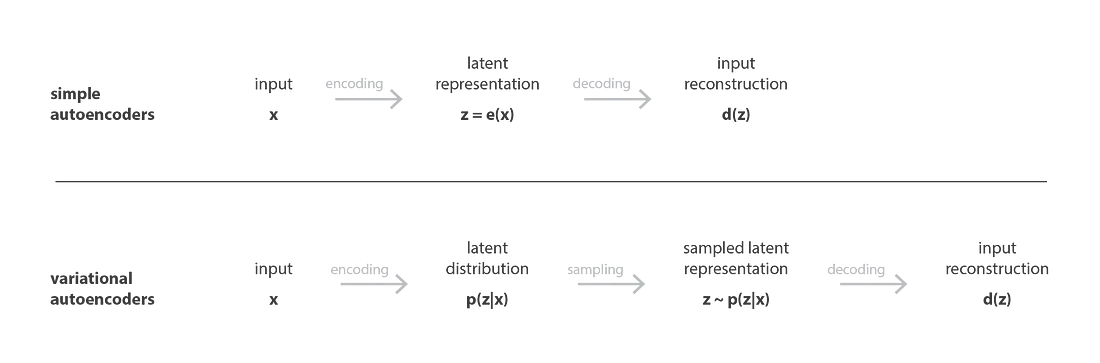 simple
autoencoders
input
x
encoding
latent
representation
z = e(x)
decoding
input
reconstruction
d(z)
variational
autoencoders
input
x
encoding
latent
distribution
p(z|x)
sampling
sampled latent
representation
z ~ p(z|x)
decoding
input
reconstruction
d(z)